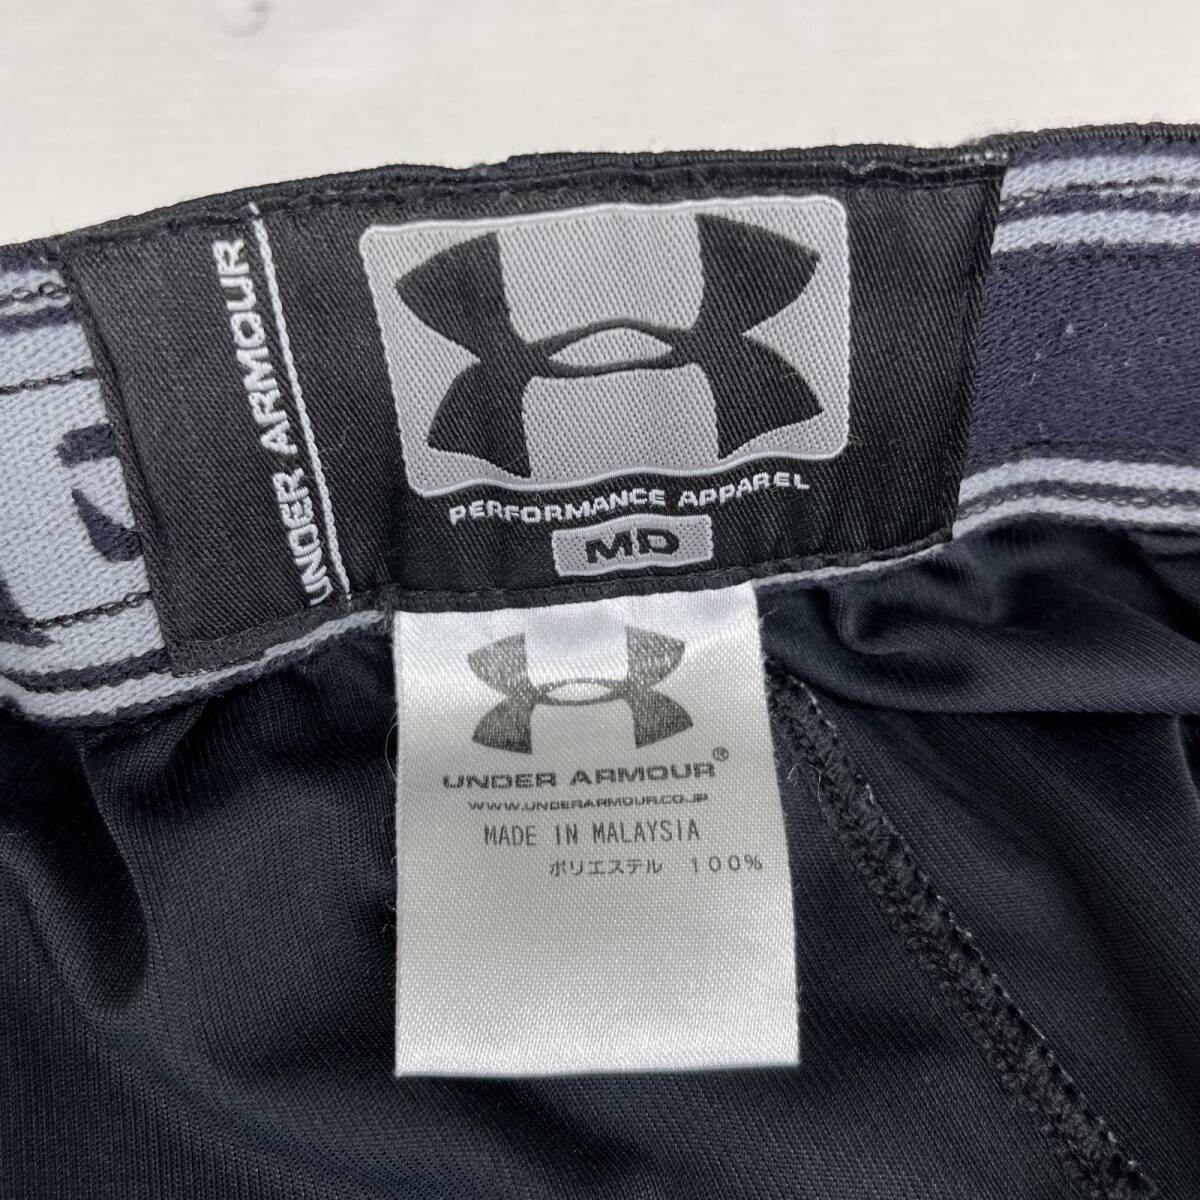 UNDER ARMOUR
PERFORMANCE APPAREL
MD
UNDER ARMOUR®
WWW.UNDERARMOUR.CO.JP
MADE IN MALAYSIA
ポリエステル 100%